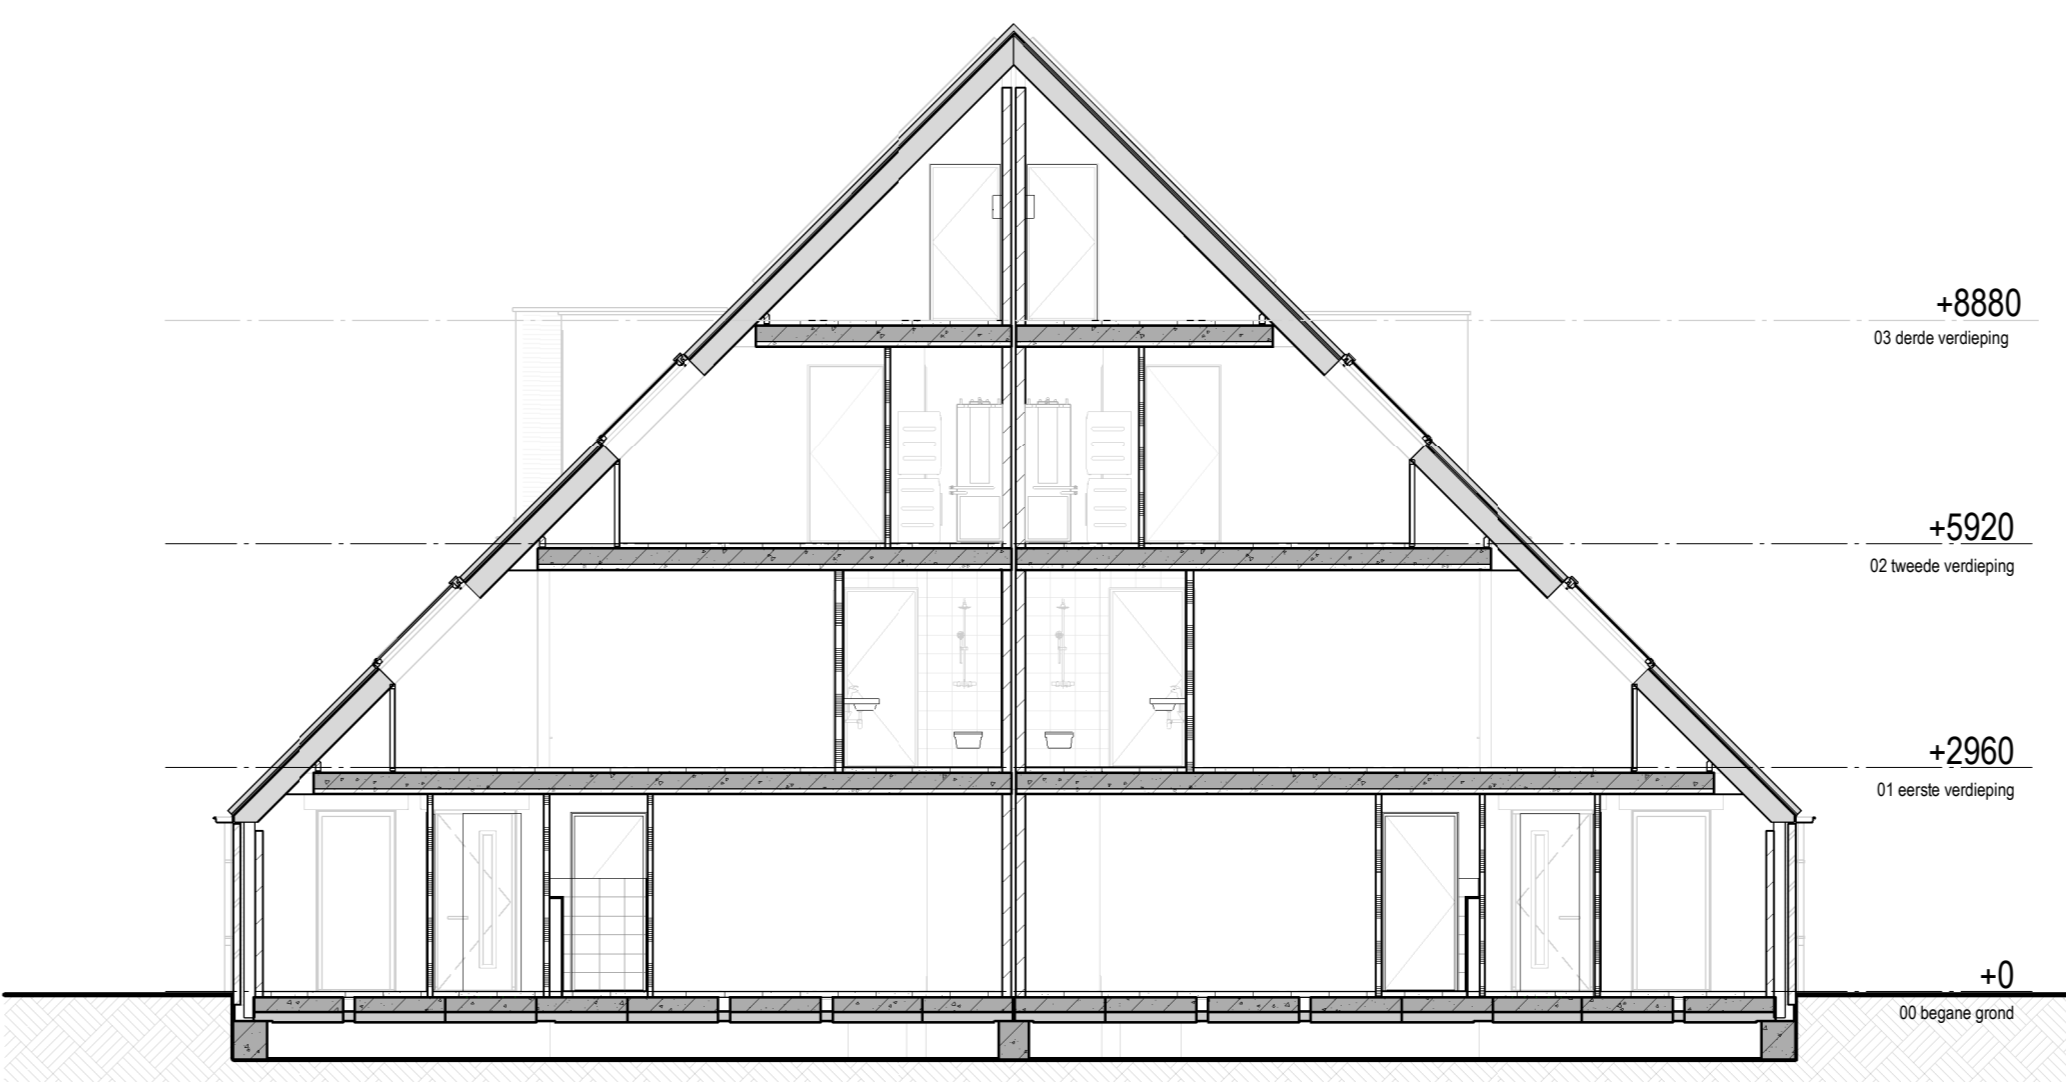 +8880
03 derde verdieping
+5920
02 tweede verdieping
+2960
01 eerste verdieping
+0
00 begane grond